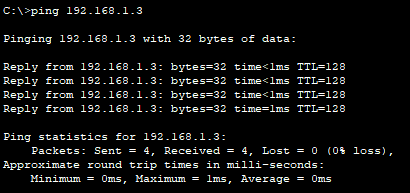 C:\>ping 192.168.1.3
Pinging 192.168.1.3 with 32 bytes of data:
Reply from 192.168.1.3: bytes=32 time<1ms TTL=128
Reply from 192.168.1.3: bytes=32 time<1ms TTL=128
Reply from 192.168.1.3: bytes=32 time<1ms TTL=128
Reply from 192.168.1.3: bytes=32 time<1ms TTL=128
Ping statistics for 192.168.1.3:
    Packets: Sent = 4, Received = 4, Lost = 0 (0% loss),
Approximate round trip times in milli-seconds:
    Minimum = 0ms, Maximum = 1ms, Average = 0ms